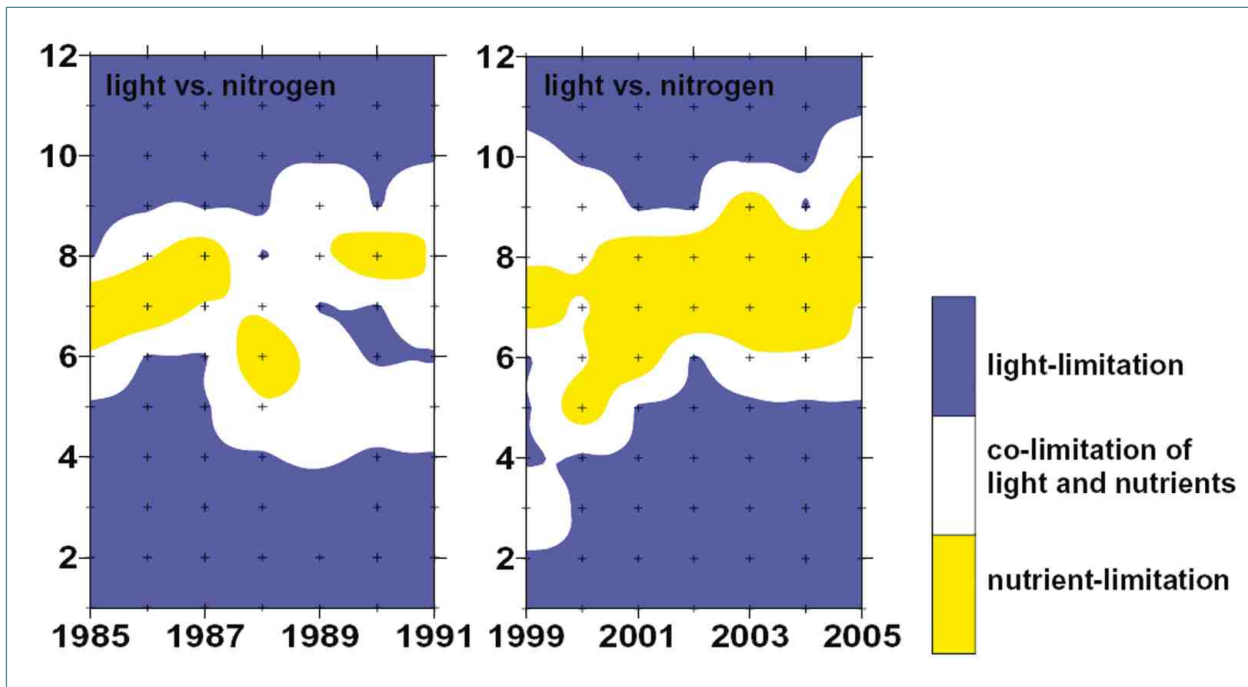 light vs. nitrogen
12
10
8
6
4
2
1985 1987 1989 1991
light vs. nitrogen
12
10
8
6
4
2
1999 2001 2003 2005
light-limitation
co-limitation of
light and nutrients
nutrient-limitation